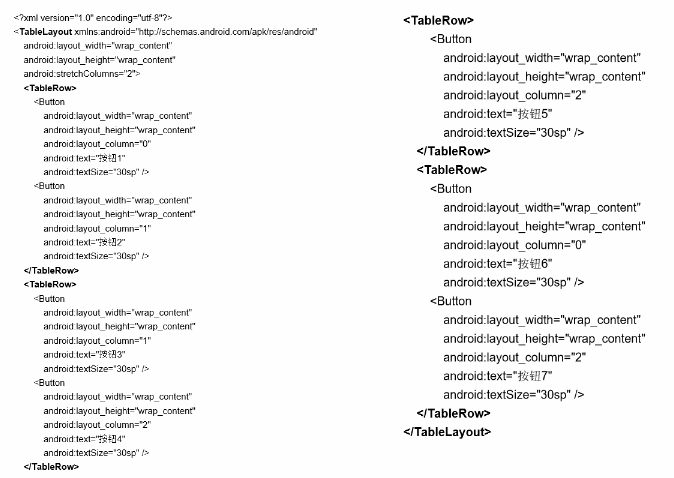 <?xml version="1.0" encoding="utf-8"?>
<TableLayout xmlns:android="http://schemas.android.com/apk/res/android"
android:layout_width="wrap_content"
android:layout_height="wrap_content"
android:stretchColumns="2">
<TableRow>
<Button
android:layout_width="wrap_content"
android:layout_height="wrap_content"
android:layout_column="0"
android:text="按钮1"
android:textSize="30sp" />
<Button
android:layout_width="wrap_content"
android:layout_height="wrap_content"
android:layout_column="1"
android:text="按钮2"
android:textSize="30sp" />
</TableRow>
<TableRow>
<Button
android:layout_width="wrap_content"
android:layout_height="wrap_content"
android:layout_column="1"
android:text="按钮3"
android:textSize="30sp" />
<Button
android:layout_width="wrap_content"
android:layout_height="wrap_content"
android:layout_column="2"
android:text="按钮4"
android:textSize="30sp" />
</TableRow>
<TableRow>
<Button
android:layout_width="wrap_content"
android:layout_height="wrap_content"
android:layout_column="2"
android:text="按钮5"
android:textSize="30sp" />
</TableRow>
<TableRow>
<Button
android:layout_width="wrap_content"
android:layout_height="wrap_content"
android:layout_column="0"
android:text="按钮6"
android:textSize="30sp" />
<Button
android:layout_width="wrap_content"
android:layout_height="wrap_content"
android:layout_column="2"
android:text="按钮7"
android:textSize="30sp" />
</TableRow>
</TableLayout>